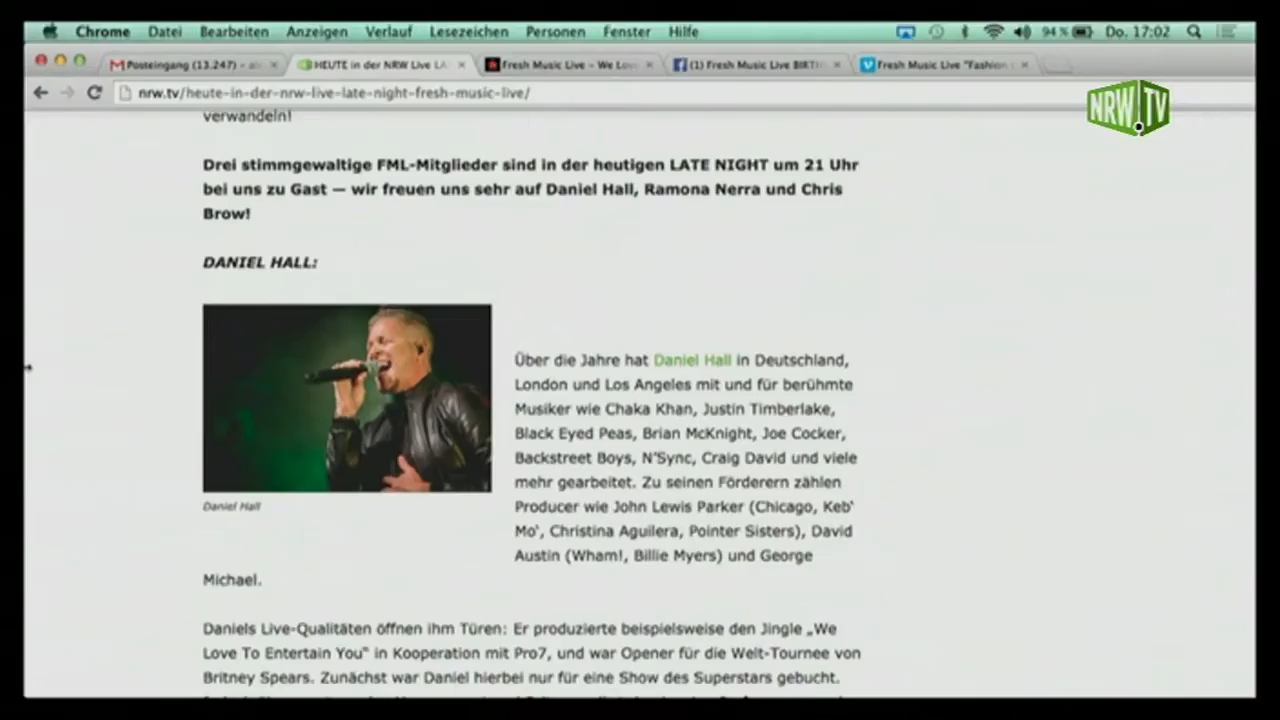 Chrome Datei Bearbeiten Anzeigen Verlauf Lesezeichen Personen Fenster Hilfe 94 % Do. 17:02
Posteingang (13.247) – HEUTE in der NRW Live LA Fresh Music Live – We Lov (1) Fresh Music Live BIRT Fresh Music Live "Fashion
nrw.tv/heute-in-der-nrw-live-late-night-fresh-music-live/
NRW.TV
verwandeln!
Drei stimmgewaltige FML-Mitglieder sind in der heutigen LATE NIGHT um 21 Uhr
bei uns zu Gast — wir freuen uns sehr auf Daniel Hall, Ramona Nerra und Chris
Brow!
DANIEL HALL:
Daniel Hall
Über die Jahre hat Daniel Hall in Deutschland,
London und Los Angeles mit und für berühmte
Musiker wie Chaka Khan, Justin Timberlake,
Black Eyed Peas, Brian McKnight, Joe Cocker,
Backstreet Boys, N'Sync, Craig David und viele
mehr gearbeitet. Zu seinen Förderern zählen
Producer wie John Lewis Parker (Chicago, Keb‘
Mo‘, Christina Aguilera, Pointer Sisters), David
Austin (Wham!, Billie Myers) und George
Michael.
Daniels Live-Qualitäten öffnen ihm Türen: Er produzierte beispielsweise den Jingle „We
Love To Entertain You“ in Kooperation mit Pro7, und war Opener für die Welt-Tournee von
Britney Spears. Zunächst war Daniel hierbei nur für eine Show des Superstars gebucht.